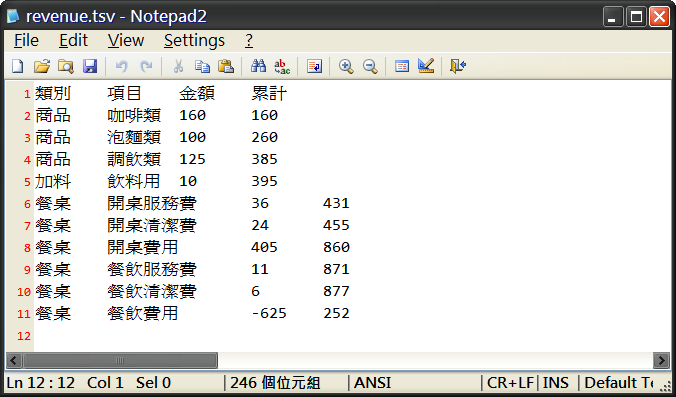 revenue.tsv - Notepad2
File Edit View Settings ?
1 類別 項目 金額 累計
2 商品 咖啡類 160 160
3 商品 泡麵類 100 260
4 商品 調飲類 125 385
5 加料 飲料用 10 395
6 餐桌 開桌服務費 36 431
7 餐桌 開桌清潔費 24 455
8 餐桌 開桌費用 405 860
9 餐桌 餐飲服務費 11 871
10 餐桌 餐飲清潔費 6 877
11 餐桌 餐飲費用 -625 252
12
Ln 12 : 12 Col 1 Sel 0 246 個位元組 ANSI CR+LF INS Default Te